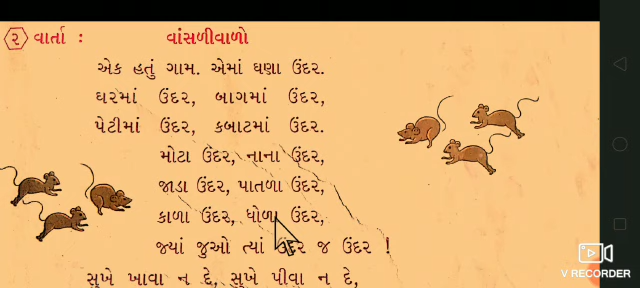 ૨ વાર્તા : વાંસળીવાળો
એક હતું ગામ. એમાં ઘણા ઉંદર.
ઘરમાં ઉંદર, બાગમાં ઉંદર,
પેટીમાં ઉંદર, કબાટમાં ઉંદર.
મોટા ઉંદર, નાના ઉંદર,
જાડા ઉંદર, પાતળા ઉંદર,
કાળા ઉંદર, ધોળા ઉંદર,
જ્યાં જુઓ ત્યાં ઉંદર જ ઉંદર !
સુખે ખાવા ન દે, સુખે પીવા ન દે,
V RECORDER